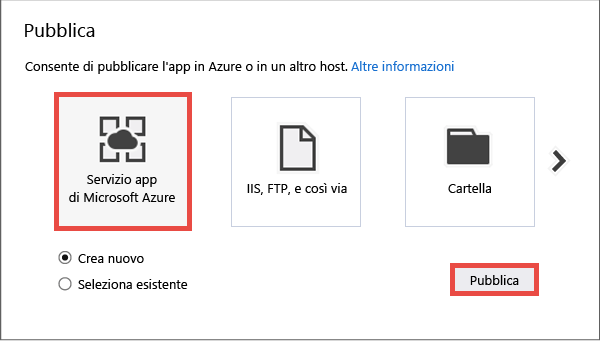 Pubblica
Consente di pubblicare l'app in Azure o in un altro host. Altre informazioni
Servizio app
di Microsoft Azure
IIS, FTP, e così via
Cartella
Crea nuovo
Seleziona esistente
Pubblica